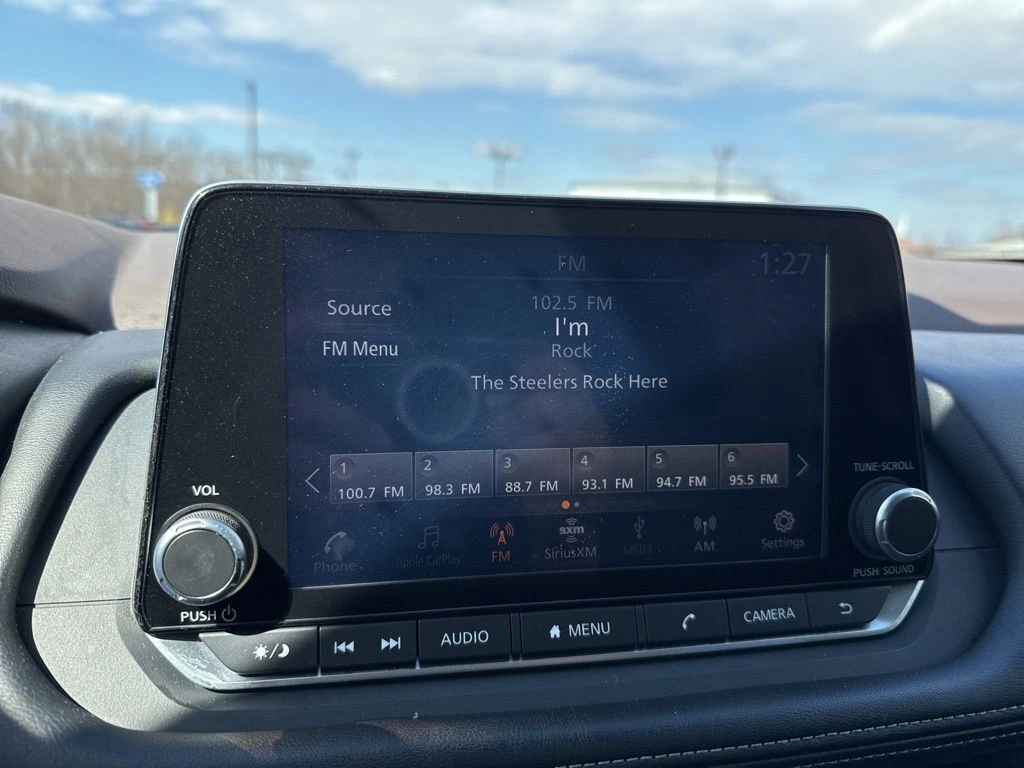 FM
1:27
Source
102.5 FM
I'm
FM Menu
Rock
The Steelers Rock Here
1
100.7 FM
2
98.3 FM
3
88.7 FM
4
93.1 FM
5
94.7 FM
6
95.5 FM
Phone
Apple CarPlay
FM
sxm
SiriusXM
USB1
AM
Settings
VOL
PUSH
TUNE·SCROLL
PUSH SOUND
AUDIO
MENU
CAMERA